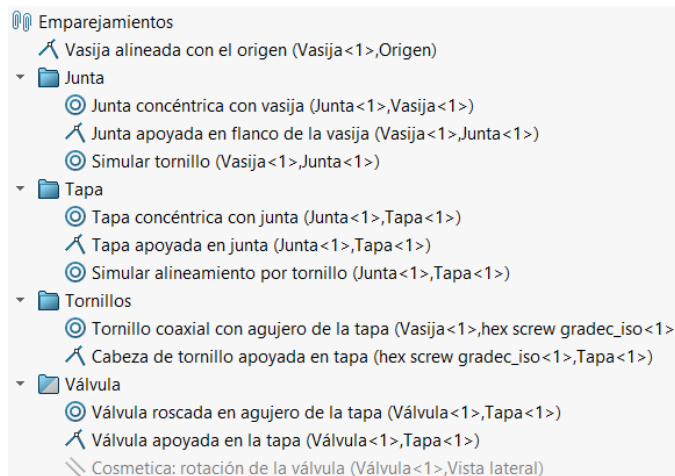 Emparejamientos
Vasija alineada con el origen (Vasija<1>,Origen)
Junta
Junta concéntrica con vasija (Junta<1>,Vasija<1>)
Junta apoyada en flanco de la vasija (Vasija<1>,Junta<1>)
Simular tornillo (Vasija<1>,Junta<1>)
Tapa
Tapa concéntrica con junta (Junta<1>,Tapa<1>)
Tapa apoyada en junta (Junta<1>,Tapa<1>)
Simular alineamiento por tornillo (Junta<1>,Tapa<1>)
Tornillos
Tornillo coaxial con agujero de la tapa (Vasija<1>,hex screw gradec_iso<1>
Cabeza de tornillo apoyada en tapa (hex screw gradec_iso<1>,Tapa<1>)
Válvula
Válvula roscada en agujero de la tapa (Válvula<1>,Tapa<1>)
Válvula apoyada en la tapa (Válvula<1>,Tapa<1>)
Cosmetica: rotación de la válvula (Válvula<1>,Vista lateral)